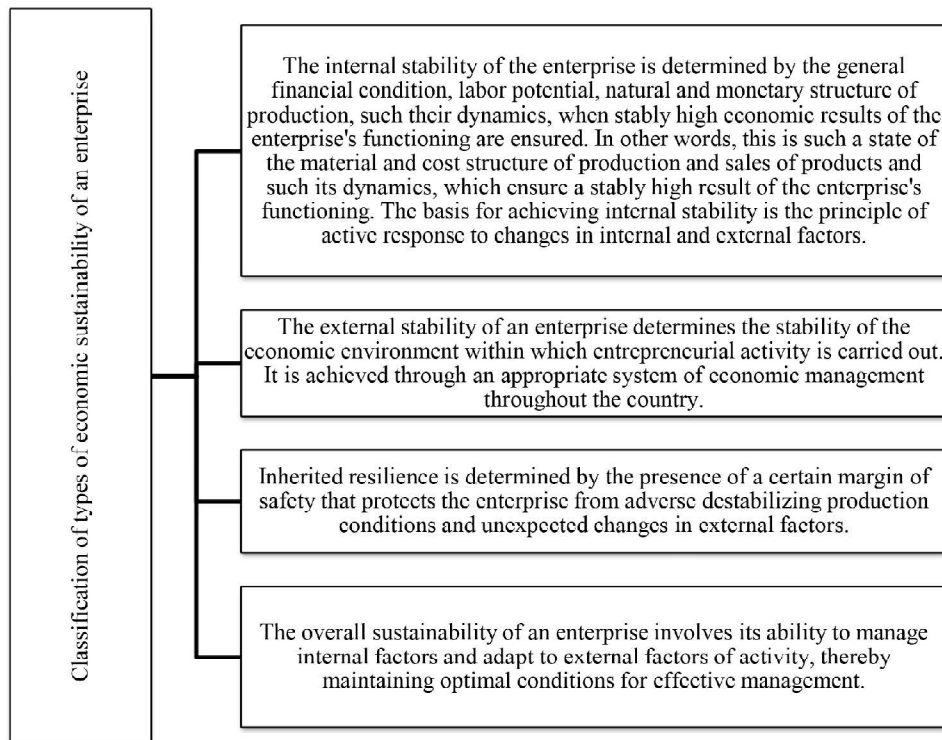 Classification of types of economic sustainability of an enterprise
The internal stability of the enterprise is determined by the general
financial condition, labor potential, natural and monetary structure of
production, such their dynamics, when stably high economic results of the
enterprise's functioning are ensured. In other words, this is such a state of
the material and cost structure of production and sales of products and
such its dynamics, which ensure a stably high result of the enterprise's
functioning. The basis for achieving internal stability is the principle of
active response to changes in internal and external factors.
The external stability of an enterprise determines the stability of the
economic environment within which entrepreneurial activity is carried out.
It is achieved through an appropriate system of economic management
throughout the country.
Inherited resilience is determined by the presence of a certain margin of
safety that protects the enterprise from adverse destabilizing production
conditions and unexpected changes in external factors.
The overall sustainability of an enterprise involves its ability to manage
internal factors and adapt to external factors of activity, thereby
maintaining optimal conditions for effective management.